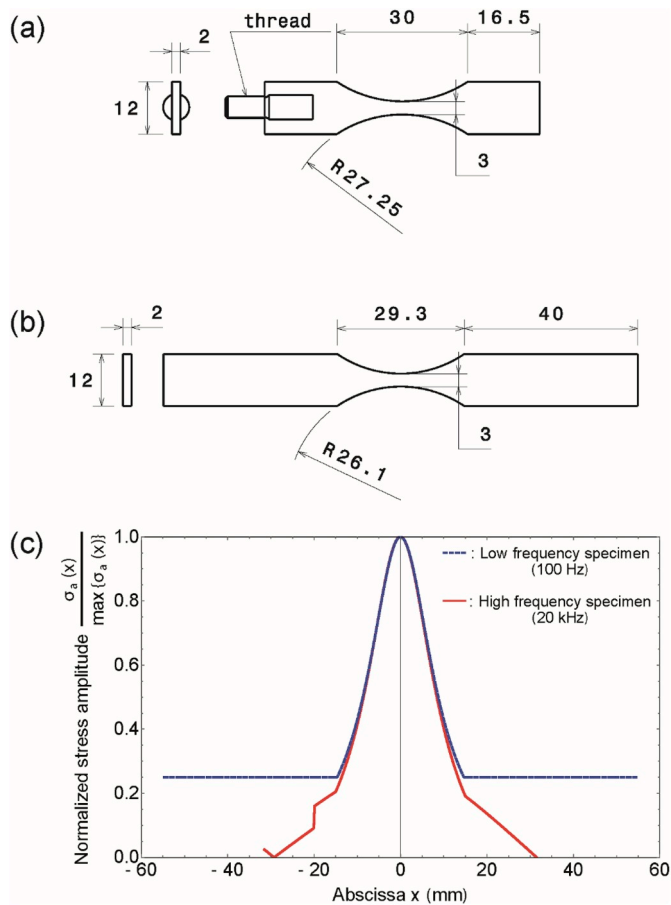 (a)
thread
30
16.5
2
12
3
R27.25
(b)
2
29.3
40
12
3
R26.1
(c)
Normalized stress amplitude σa (x) / max {σa (x)}
1.0
0.8
0.6
0.4
0.2
0.0
: Low frequency specimen
(100 Hz)
: High frequency specimen
(20 kHz)
- 60
- 40
- 20
0
20
40
60
Abscissa x (mm)